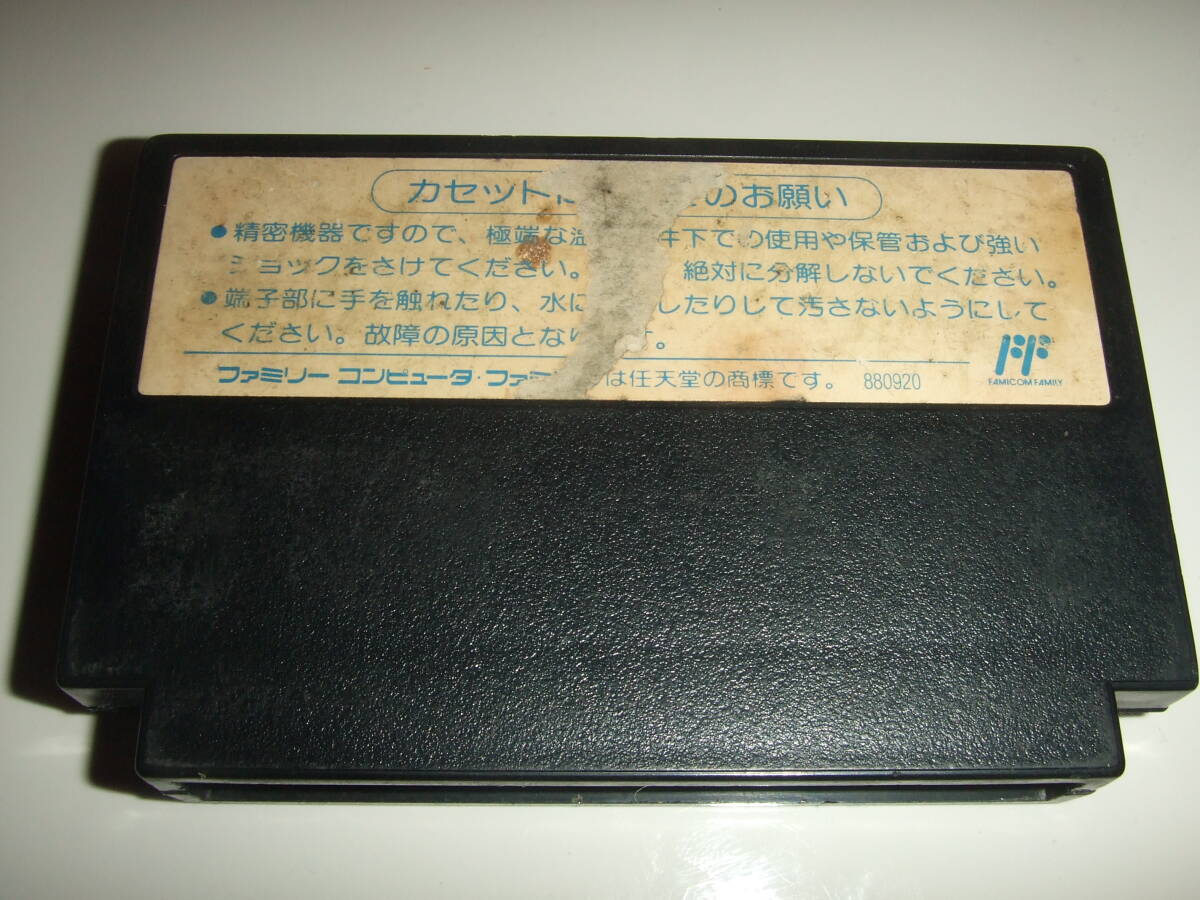 カセットに のお願い
●精密機器ですので、極端な温 件下での使用や保管および強い
ショックをさけてください。 絶対に分解しないでください。
●端子部に手を触れたり、水に したりして汚さないようにして
ください。故障の原因となり す。
ファミリー コンピュータ・ファミ は任天堂の商標です。 880920
FAMICOM FAMILY